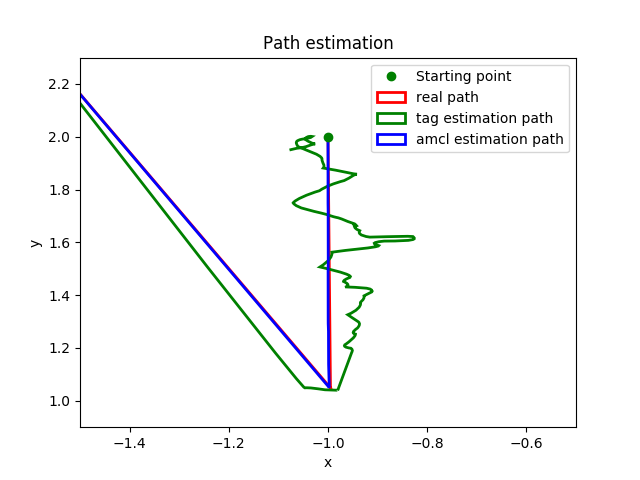 Path estimation
Starting point
real path
tag estimation path
amcl estimation path
y
2.2
2.0
1.8
1.6
1.4
1.2
1.0
−1.4 −1.2 −1.0 −0.8 −0.6
x